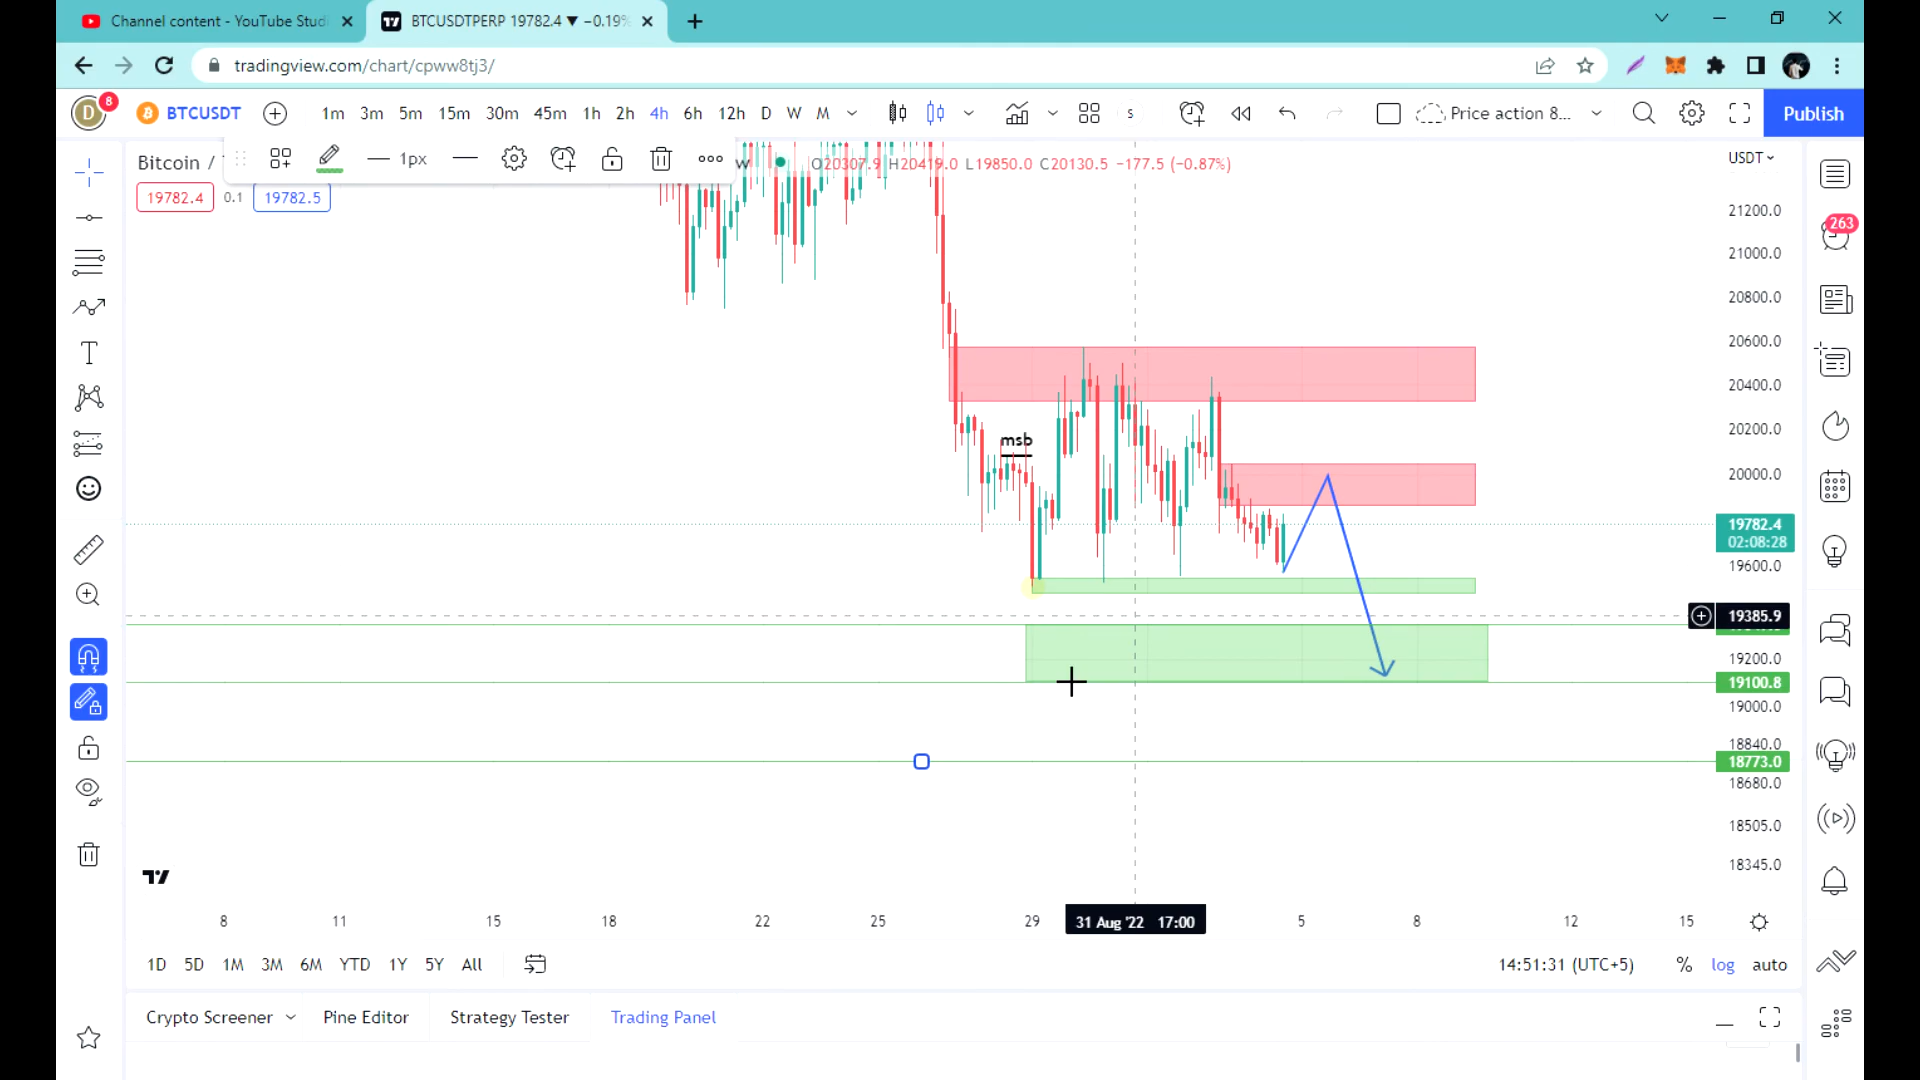 Channel content - YouTube Stud
BTCUSDTPERP 19782.4 ▼ −0.19%
tradingview.com/chart/cpww8tj3/
D 8
BTCUSDT 1m 3m 5m 15m 30m 45m 1h 2h 4h 6h 12h D W M s Price action 8... Publish
Bitcoin / 1px O20307.9 H20419.0 L19850.0 C20130.5 −177.5 (−0.87%) USDT
19782.4 0.1 19782.5
21200.0
263
21000.0
20800.0
20600.0
20400.0
20200.0
msb
20000.0
19782.4
02:08:28
19600.0
19385.9
19200.0
19100.8
19000.0
18840.0
18773.0
18680.0
18505.0
18345.0
8 11 15 18 22 25 29 31 Aug '22 17:00 5 8 12 15
1D 5D 1M 3M 6M YTD 1Y 5Y All 14:51:31 (UTC+5) % log auto
Crypto Screener Pine Editor Strategy Tester Trading Panel